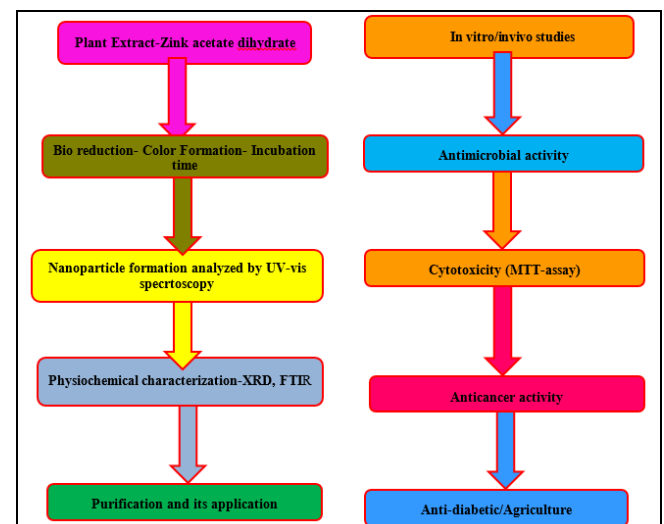 Plant Extract-Zink acetate dihydrate
Bio reduction- Color Formation- Incubation
time
Nanoparticle formation analyzed by UV-vis
specrtoscopy
Physiochemical characterization-XRD, FTIR
Purification and its application
In vitro/invivo studies
Antimicrobial activity
Cytotoxicity (MTT-assay)
Anticancer activity
Anti-diabetic/Agriculture